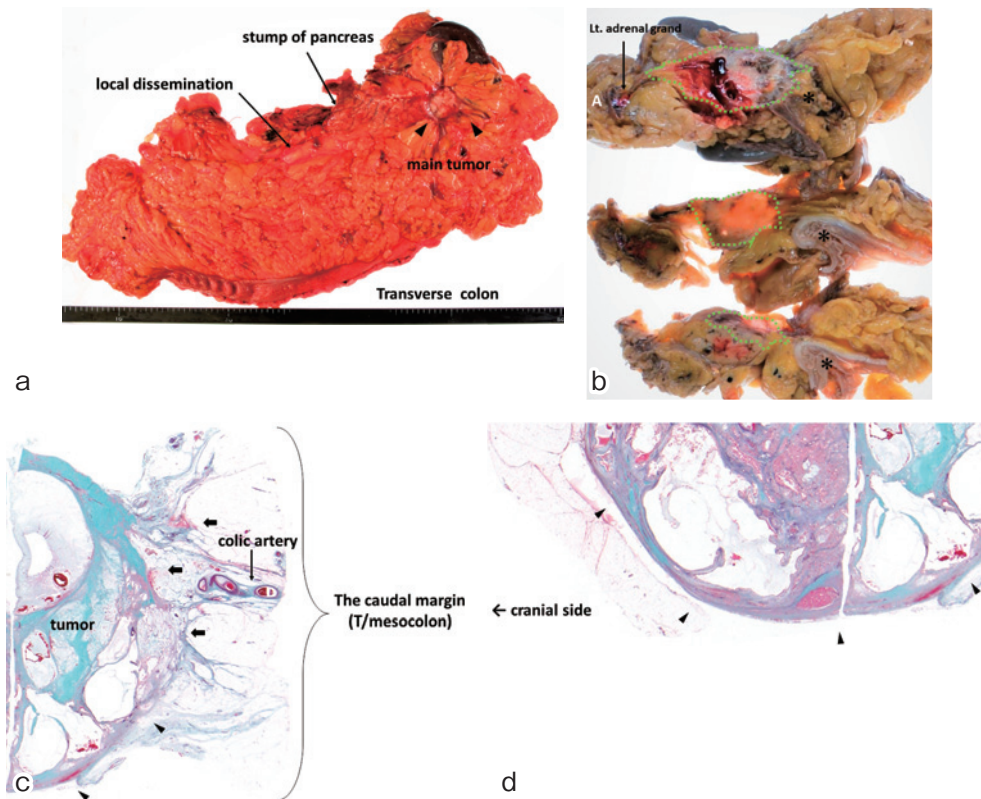 stump of pancreas
local dissemination
main tumor
Transverse colon
a
Lt. adrenal grand
A
*
*
*
b
colic artery
tumor
The caudal margin
(T/mesocolon)
c
← cranial side
d